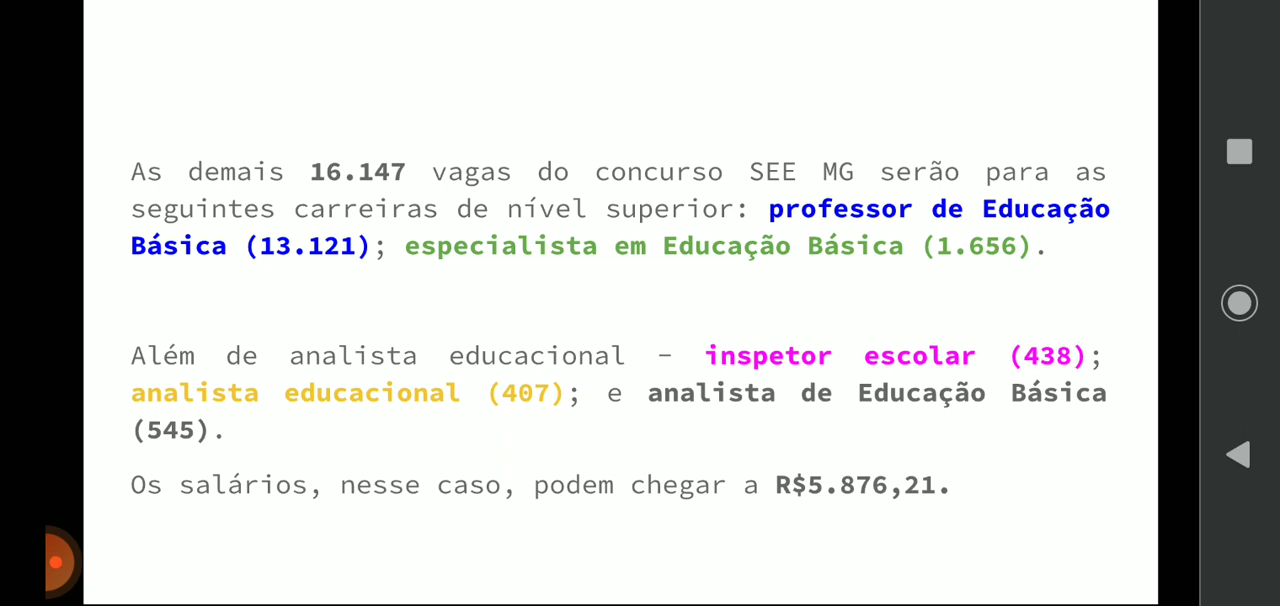 As demais 16.147 vagas do concurso SEE MG serão para as
seguintes carreiras de nível superior: professor de Educação
Básica (13.121); especialista em Educação Básica (1.656).
Além de analista educacional - inspetor escolar (438);
analista educacional (407); e analista de Educação Básica
(545).
Os salários, nesse caso, podem chegar a R$5.876,21.